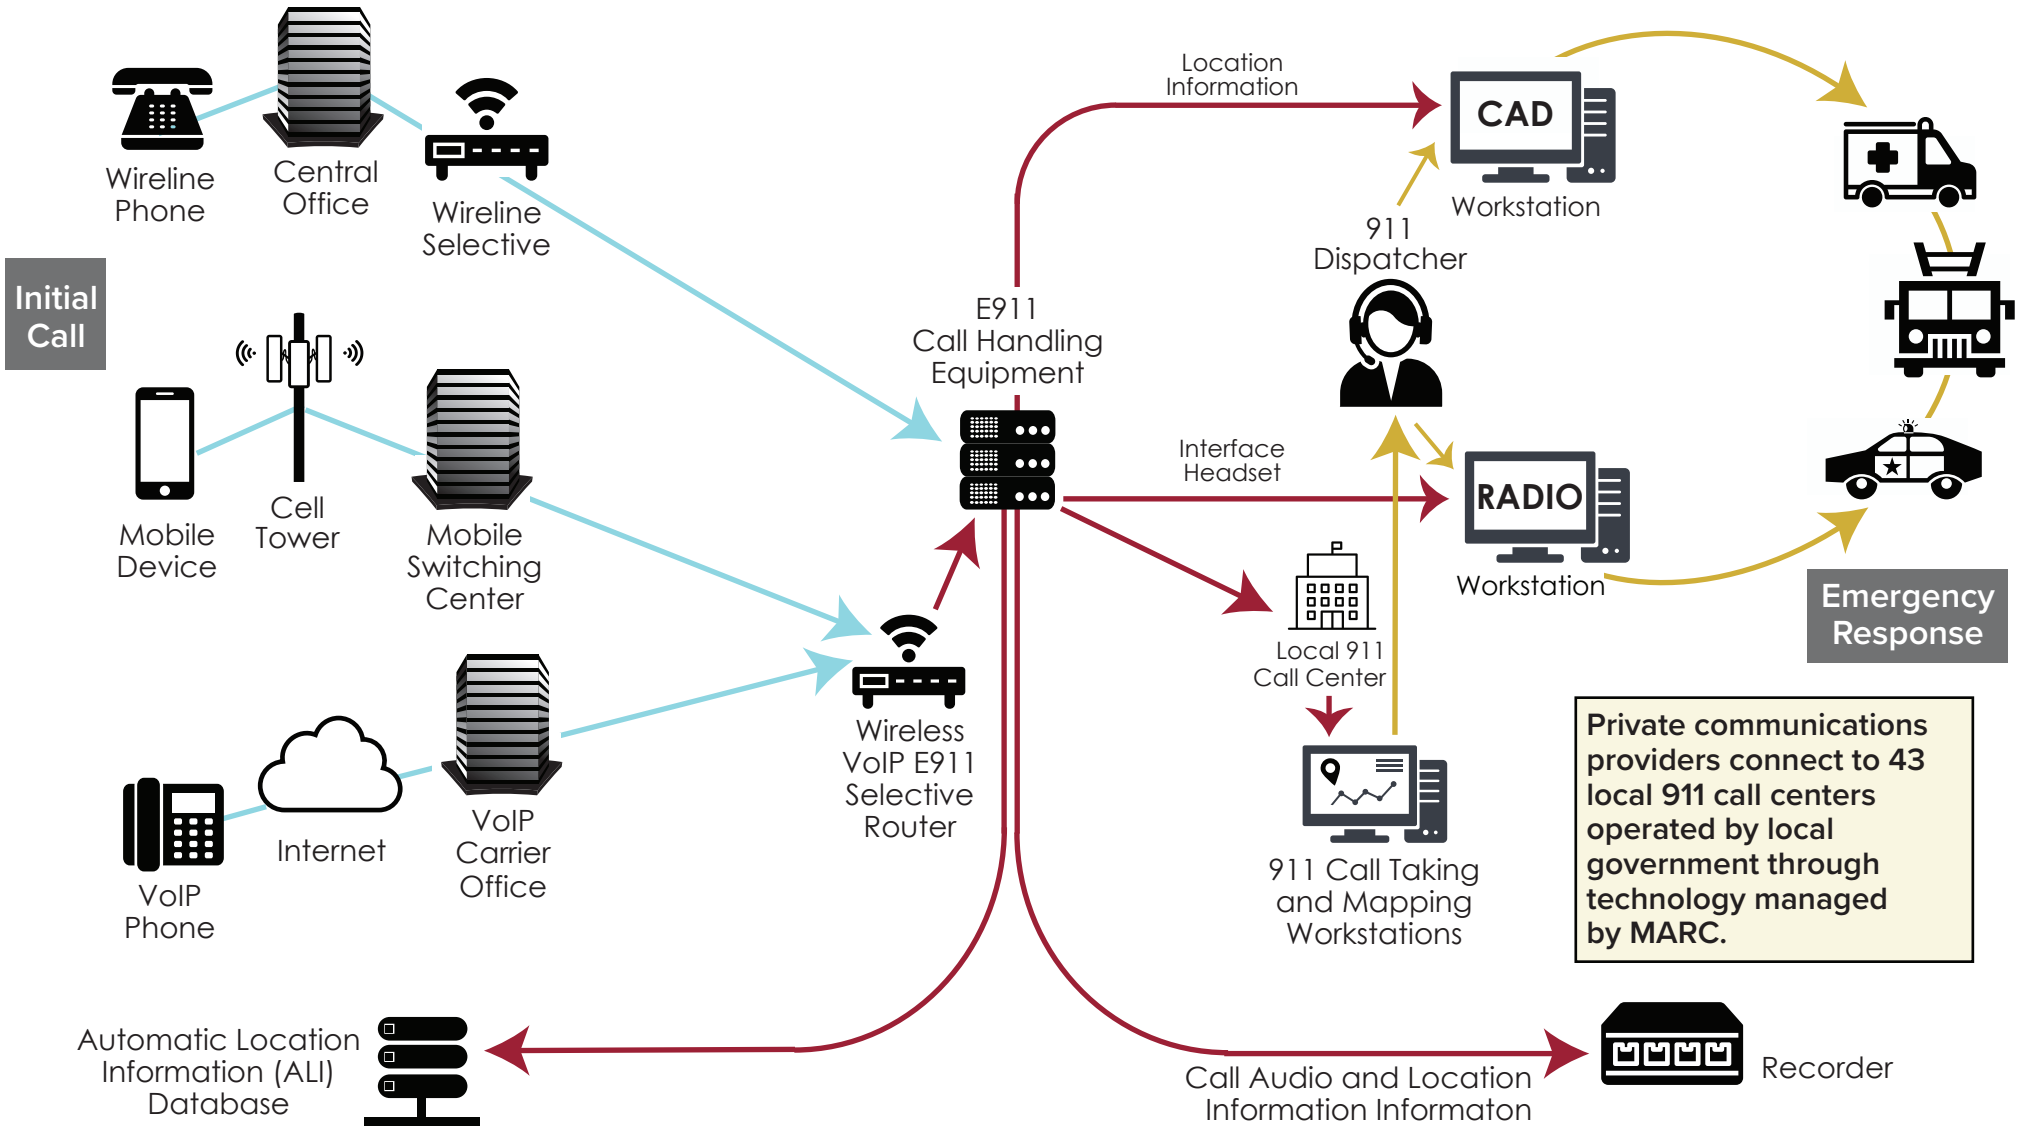 Wireline
Phone
Central
Office
Wireline
Selective
Initial
Call
Mobile
Device
Cell
Tower
Mobile
Switching
Center
VoIP
Phone
Internet
VoIP
Carrier
Office
Wireless
VoIP E911
Selective
Router
E911
Call Handling
Equipment
Location
Information
CAD
Workstation
911
Dispatcher
Interface
Headset
RADIO
Workstation
Local 911
Call Center
911 Call Taking
and Mapping
Workstations
Emergency
Response
Private communications
providers connect to 43
local 911 call centers
operated by local
government through
technology managed
by MARC.
Automatic Location
Information (ALI)
Database
Call Audio and Location
Information Informaton
Recorder